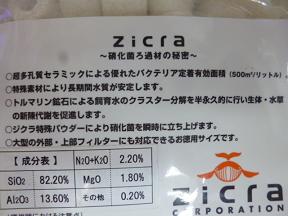 zicra
～硝化菌ろ過材の秘密～
○超多孔質セラミックによる優れたバクテリア定着有効面積（500m²/リットル）
○特殊素材により長期間水質が安定します。
○トルマリン鉱石による飼育水のクラスター分解を半永久的に行い生体・水草
の新陳代謝を促進します。
○ジクラ特殊パウダーにより硝化菌を瞬時に立ち上げます。
○大型の外部・上部フィルターにも対応できるお徳用サイズです。
【 成分表 】 N₂O+K₂O 2.20%
SiO₂ 82.20% MgO 1.80%
Al₂O₃ 13.60% その他 0.20%
zicra
CORPORATION